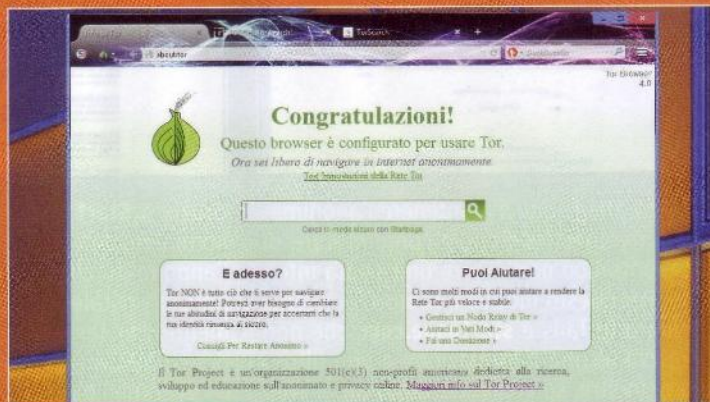 about:tor
TorSearch
Tor Browser
4.0
Congratulazioni!
Questo browser è configurato per usare Tor.
Ora sei libero di navigare in Internet anonimamente.
Test Impostazioni della Rete Tor
Cerca in modo sicuro con Startpage.
E adesso?
Tor NON è tutto ciò che ti serve per navigare
anonimamente! Potresti aver bisogno di cambiare
le tue abitudini di navigazione per accertarti che la
tua identità rimanga al sicuro.
Consigli Per Restare Anonimo »
Puoi Aiutare!
Ci sono molti modi in cui puoi aiutare a rendere la
Rete Tor più veloce e stabile:
• Gestisci un Nodo Relay di Tor »
• Aiutaci in Vari Modi »
• Fai una Donazione »
Il Tor Project è un'organizzazione 501(c)(3) non-profit americana dedicata alla ricerca,
sviluppo ed educazione sull'anonimato e privacy online. Maggiori info sul Tor Project »